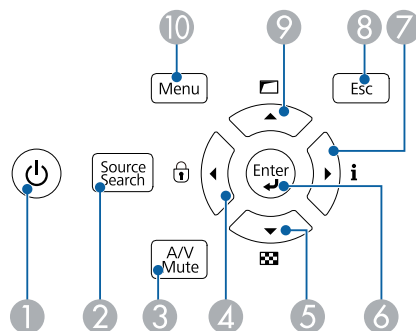 10 9 8 7
Menu
Esc
Source
Search
Enter
i
A/V
Mute
1 2 3 4 5 6